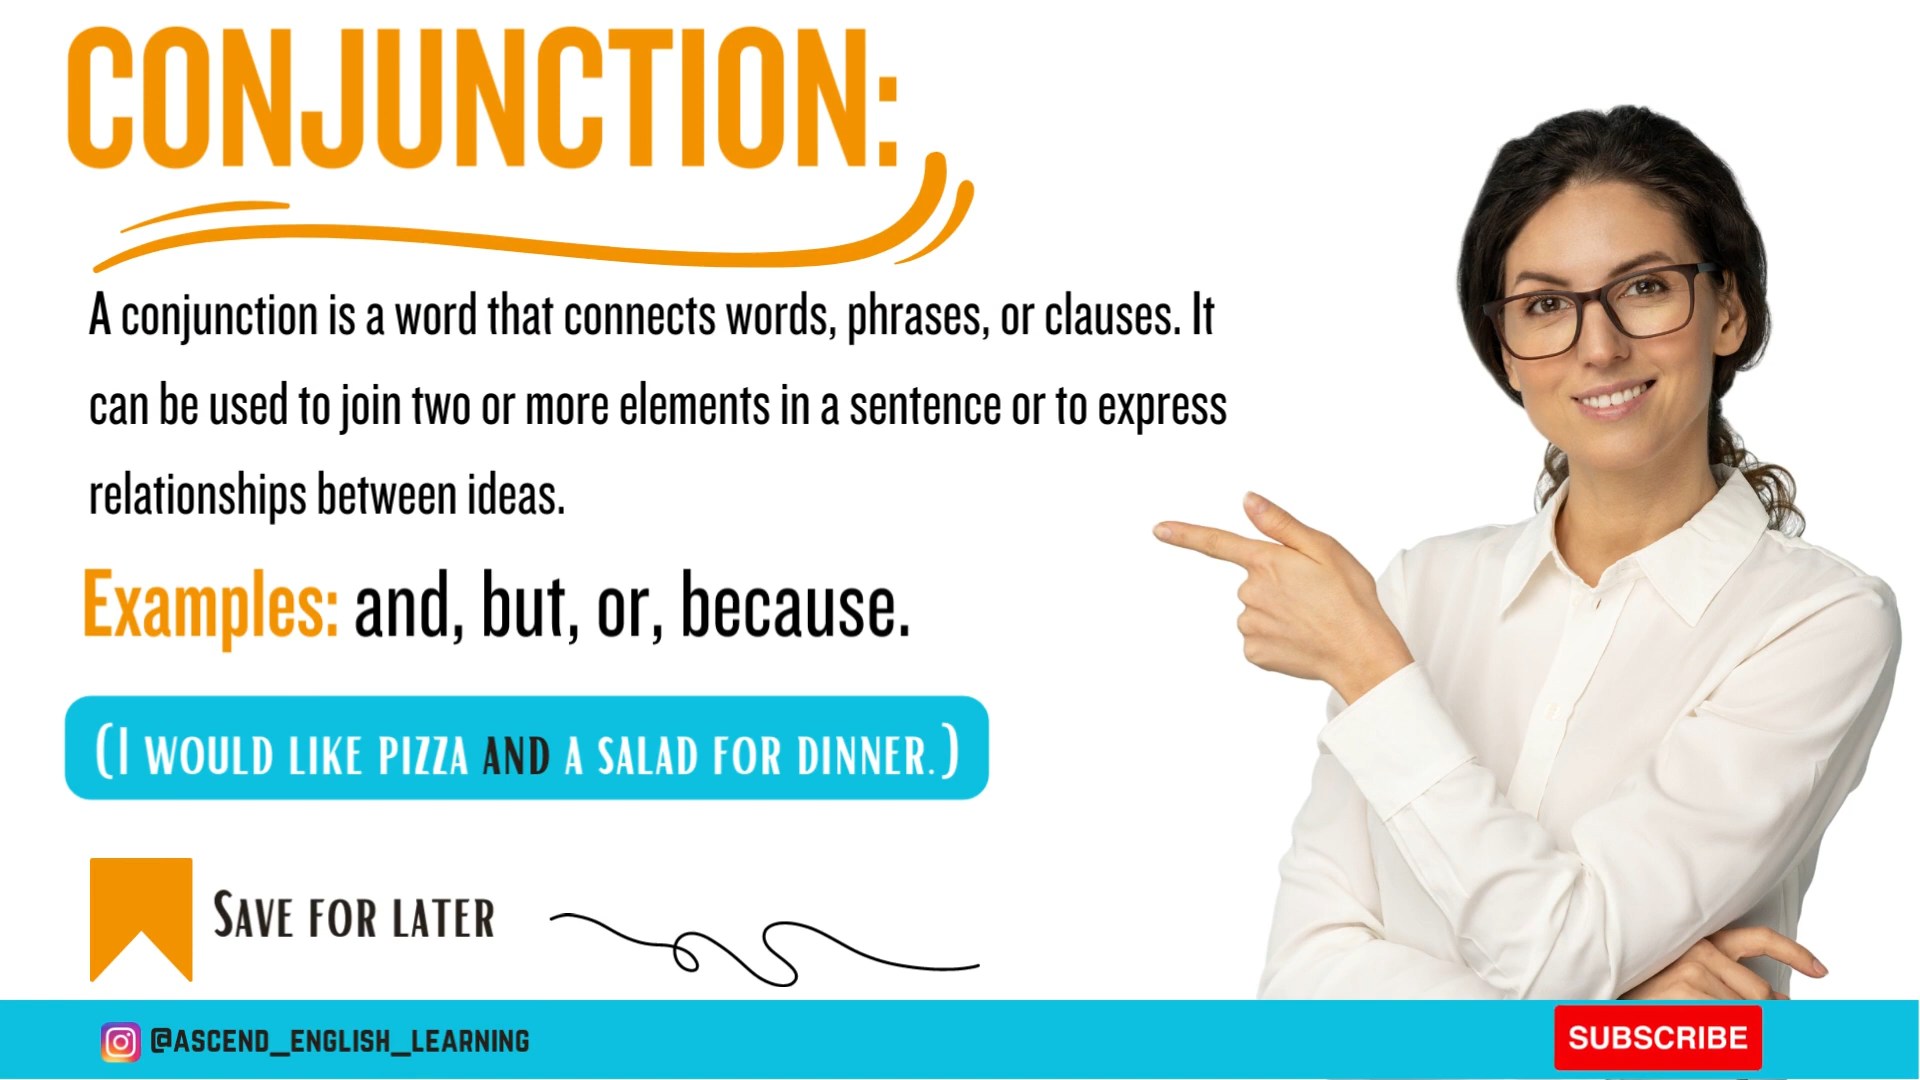 CONJUNCTION:
A conjunction is a word that connects words, phrases, or clauses. It
can be used to join two or more elements in a sentence or to express
relationships between ideas.
Examples: and, but, or, because.
(I WOULD LIKE PIZZA AND A SALAD FOR DINNER.)
SAVE FOR LATER
@ASCEND_ENGLISH_LEARNING
SUBSCRIBE